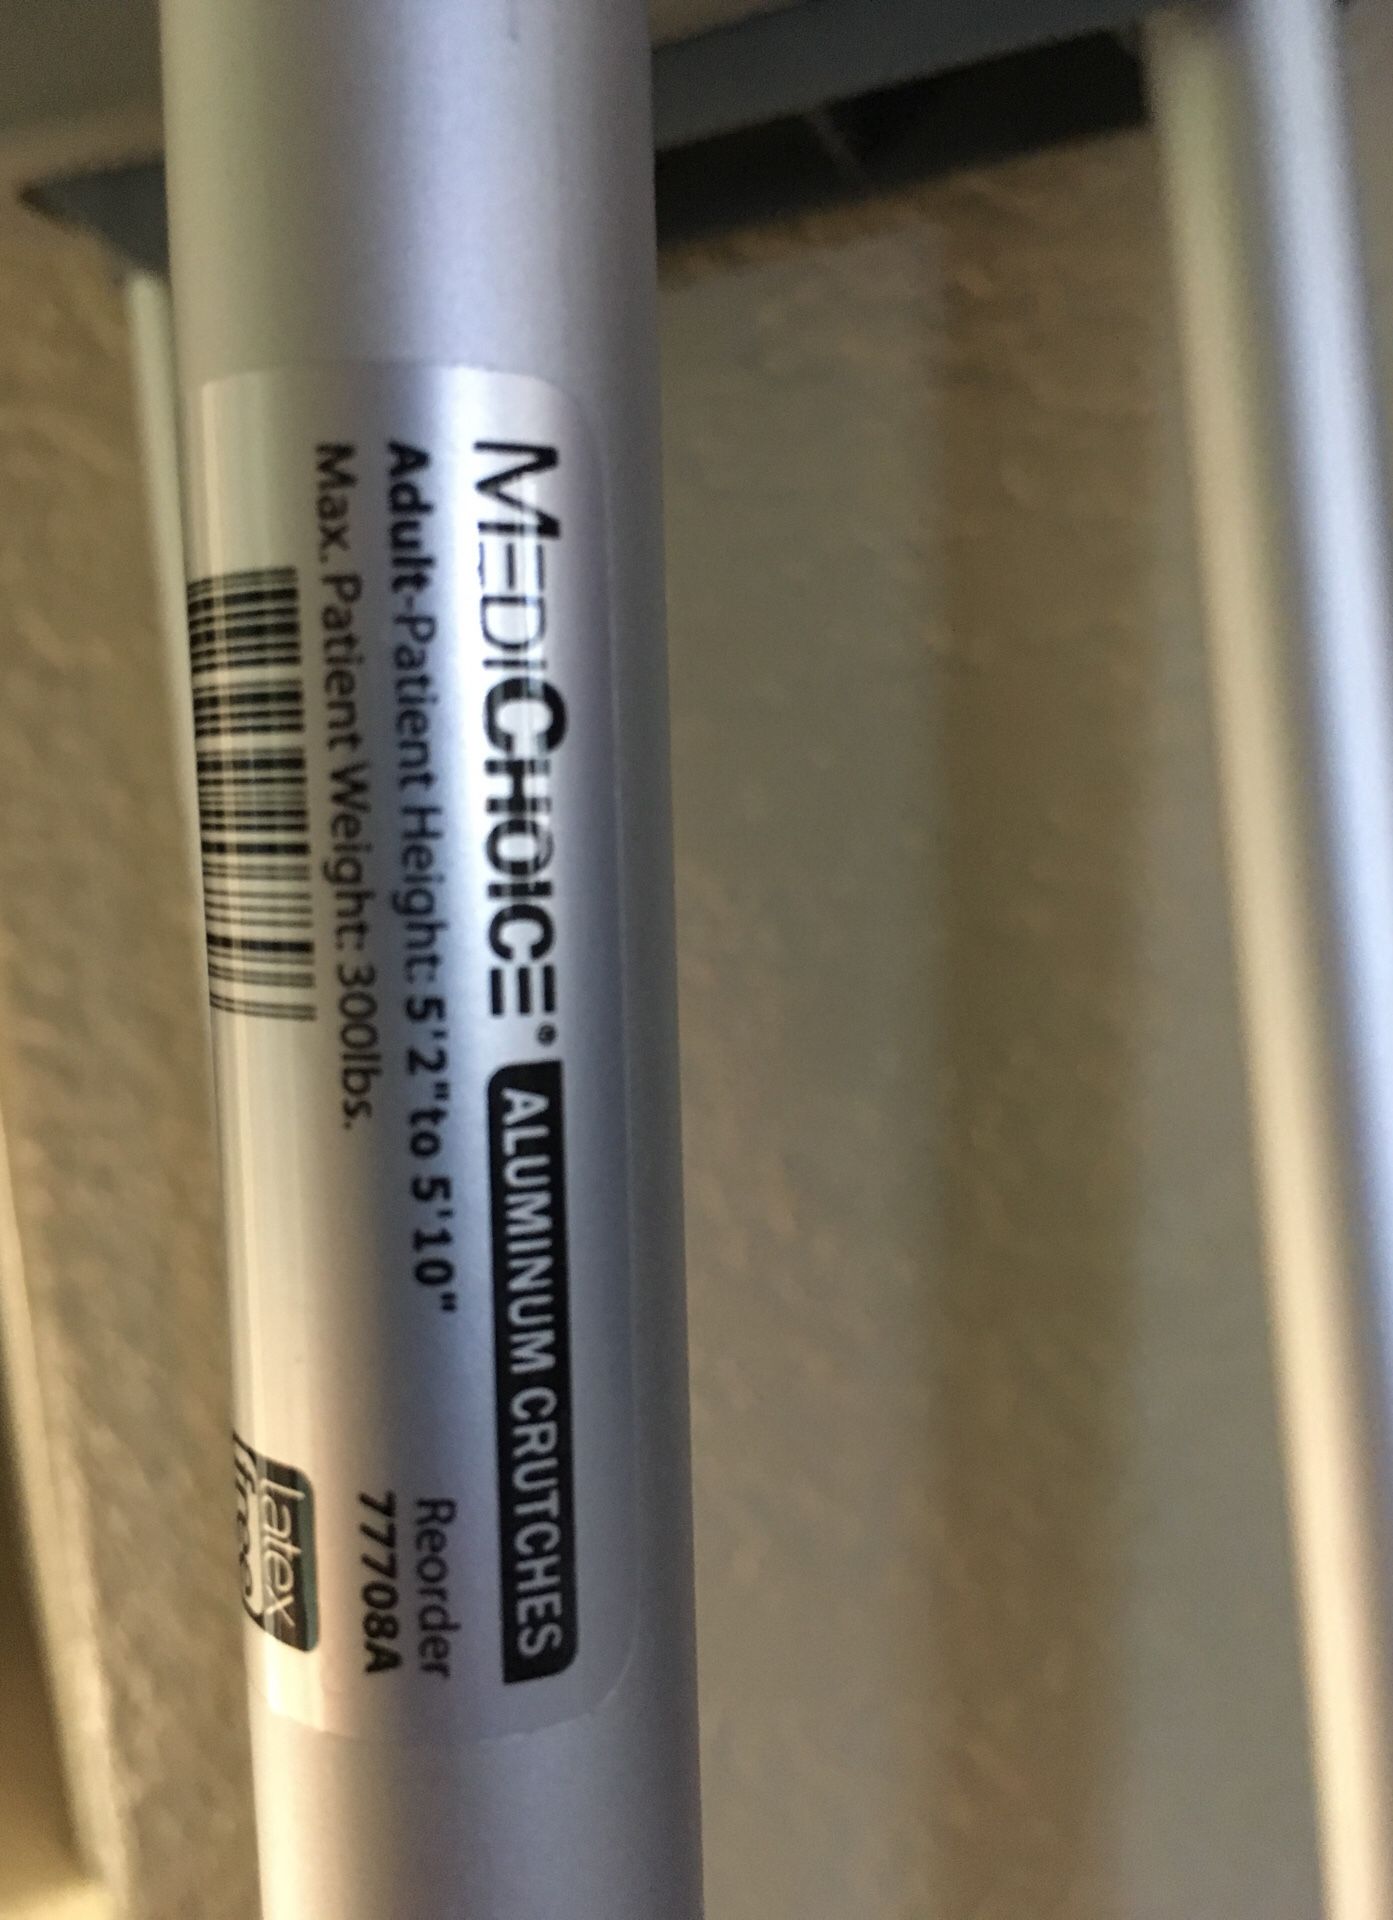 MEDICHOICE® ALUMINUM CRUTCHES
Adult-Patient Height: 5'2"to 5'10"
Max. Patient Weight: 300lbs.
Reorder
77708A
latex
free